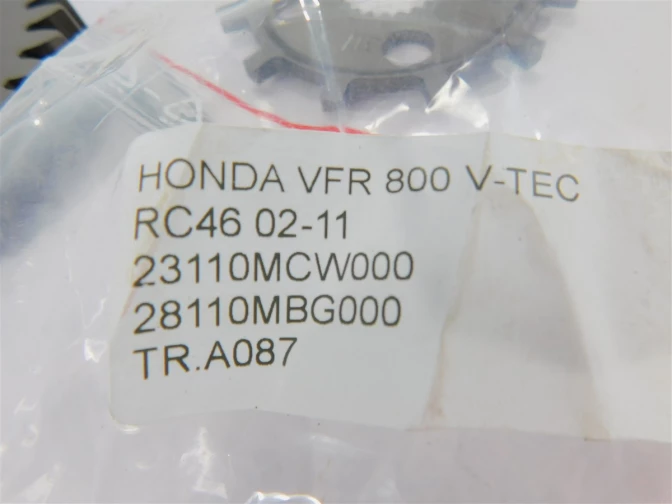 HONDA VFR 800 V-TEC
RC46 02-11
23110MCW000
28110MBG000
TR.A087